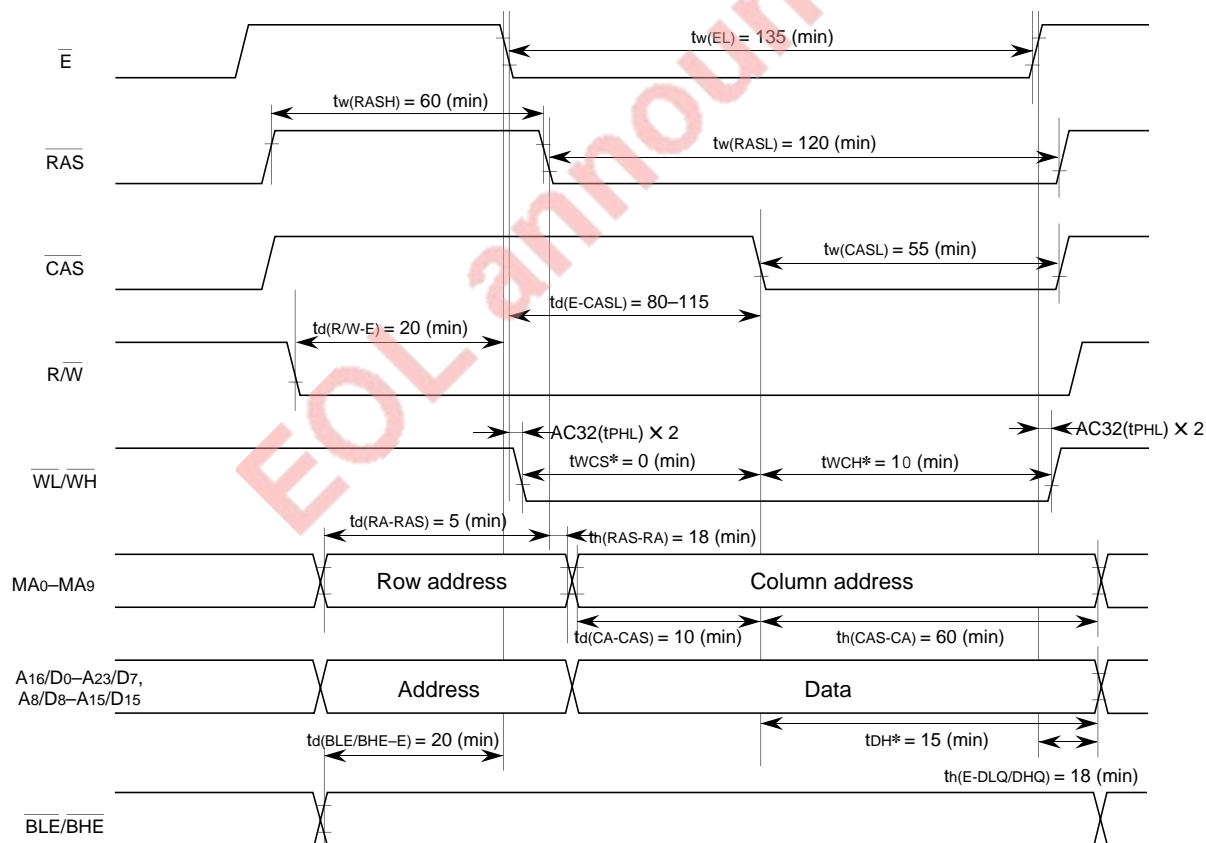 E
tw(EL) = 135 (min)
tw(RASH) = 60 (min)
RAS
tw(RASL) = 120 (min)
CAS
tw(CASL) = 55 (min)
td(E-CASL) = 80–115
td(R/W-E) = 20 (min)
R/W
AC32(tPHL) × 2
AC32(tPHL) × 2
WL/WH
tWCS* = 0 (min)
tWCH* = 10 (min)
td(RA-RAS) = 5 (min)
th(RAS-RA) = 18 (min)
MA0–MA9
Row address
Column address
td(CA-CAS) = 10 (min)
th(CAS-CA) = 60 (min)
A16/D0–A23/D7,
A8/D8–A15/D15
Address
Data
td(BLE/BHE–E) = 20 (min)
tDH* = 15 (min)
th(E-DLQ/DHQ) = 18 (min)
BLE/BHE
EOL announ